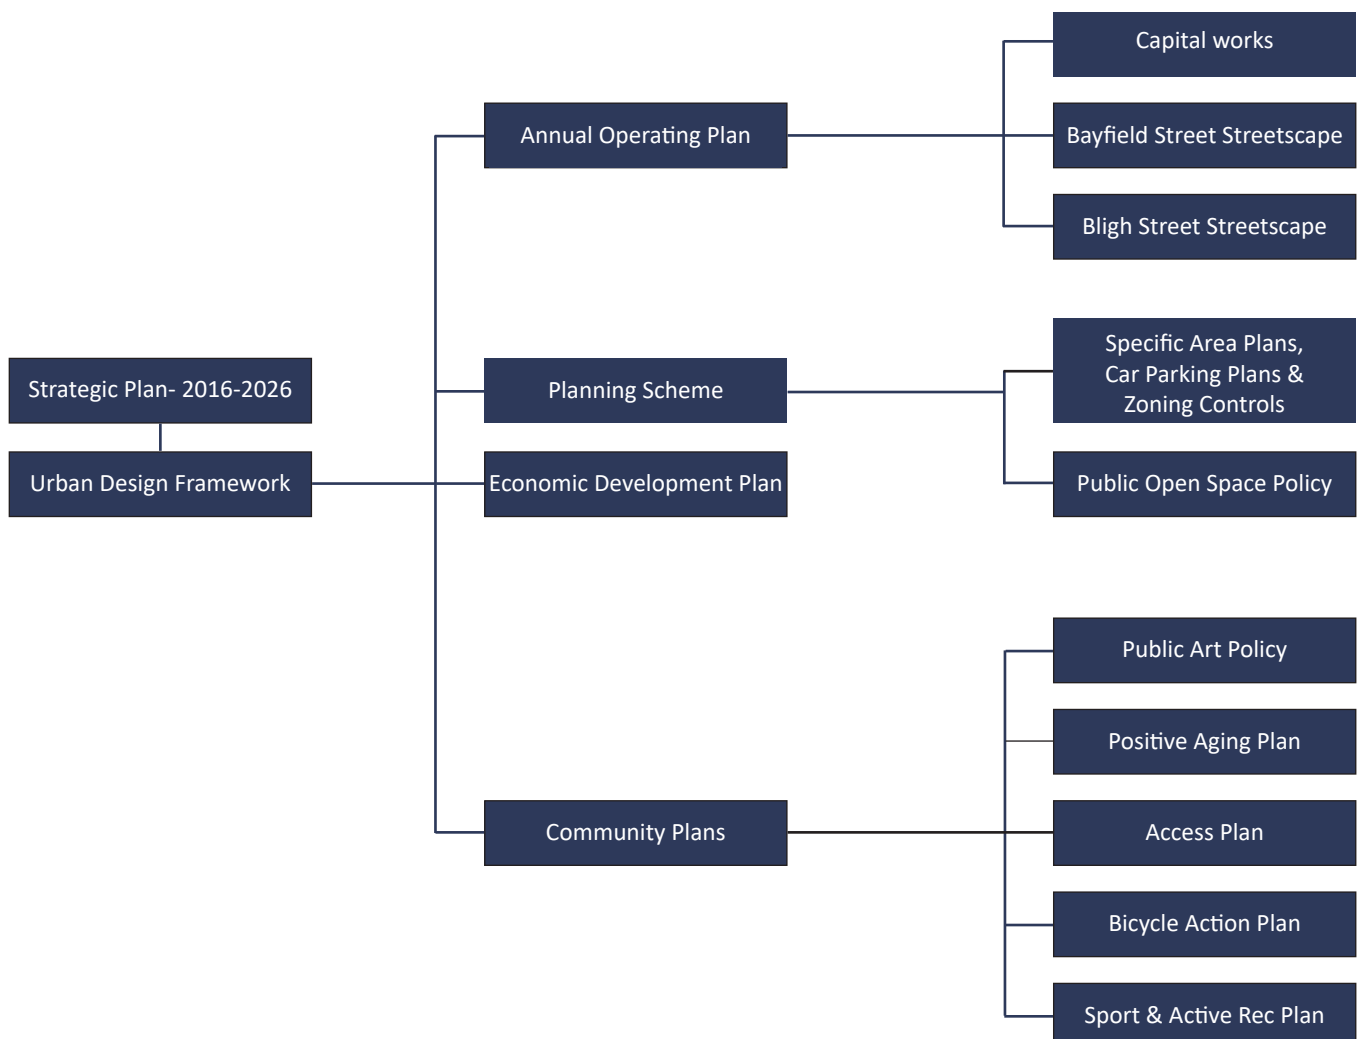 Strategic Plan- 2016-2026
Urban Design Framework
Annual Operating Plan
Planning Scheme
Economic Development Plan
Community Plans
Capital works
Bayfield Street Streetscape
Bligh Street Streetscape
Specific Area Plans,
Car Parking Plans &
Zoning Controls
Public Open Space Policy
Public Art Policy
Positive Aging Plan
Access Plan
Bicycle Action Plan
Sport & Active Rec Plan